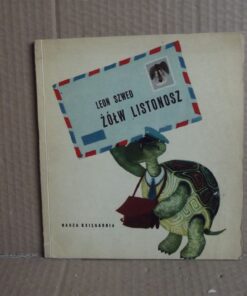 LEON SZWED
ŻÓŁW LISTONOSZ
NASZA KSIĘGARNIA